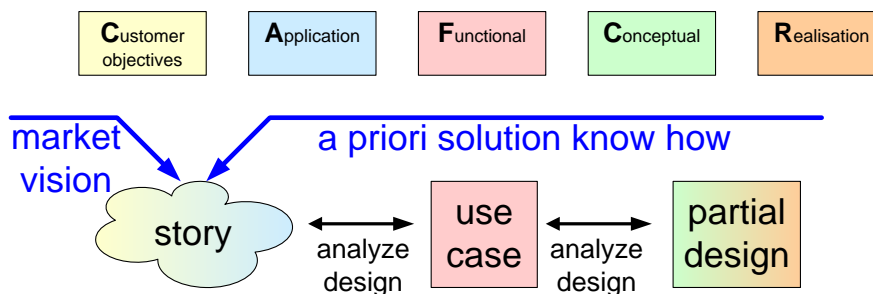 Customer
objectives
Application
Functional
Conceptual
Realisation
market
vision
a priori solution know how
story
analyze
design
use
case
analyze
design
partial
design